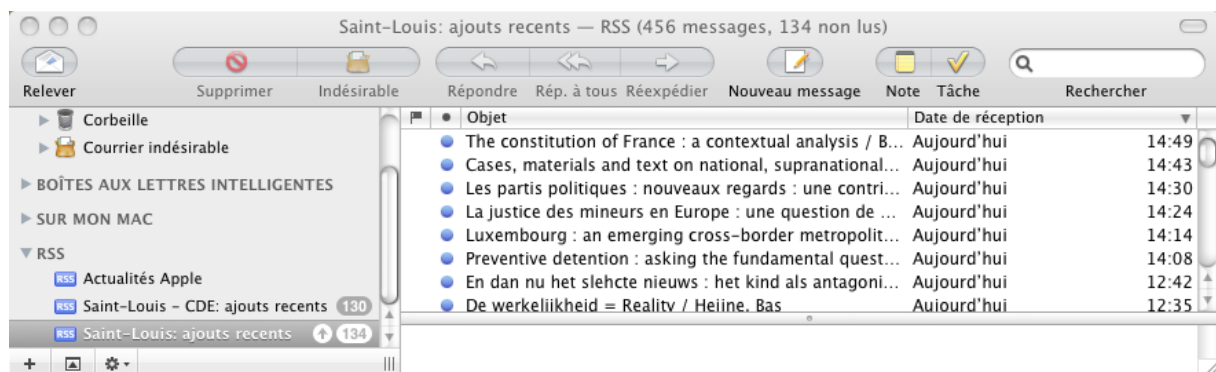 Saint-Louis: ajouts recents — RSS (456 messages, 134 non lus)
Relever Supprimer Indésirable Répondre Rép. à tous Réexpédier Nouveau message Note Tâche Rechercher
Corbeille
Courrier indésirable
BOÎTES AUX LETTRES INTELLIGENTES
SUR MON MAC
RSS
RSS Actualités Apple
RSS Saint-Louis - CDE: ajouts recents 130
RSS Saint-Louis: ajouts recents 134
Objet Date de réception
The constitution of France : a contextual analysis / B... Aujourd'hui 14:49
Cases, materials and text on national, supranational... Aujourd'hui 14:43
Les partis politiques : nouveaux regards : une contri... Aujourd'hui 14:30
La justice des mineurs en Europe : une question de ... Aujourd'hui 14:24
Luxembourg : an emerging cross-border metropolit... Aujourd'hui 14:14
Preventive detention : asking the fundamental quest... Aujourd'hui 14:08
En dan nu het slehcte nieuws : het kind als antagoni... Aujourd'hui 12:42
De werkelijkheid = Reality / Heijne, Bas Aujourd'hui 12:35